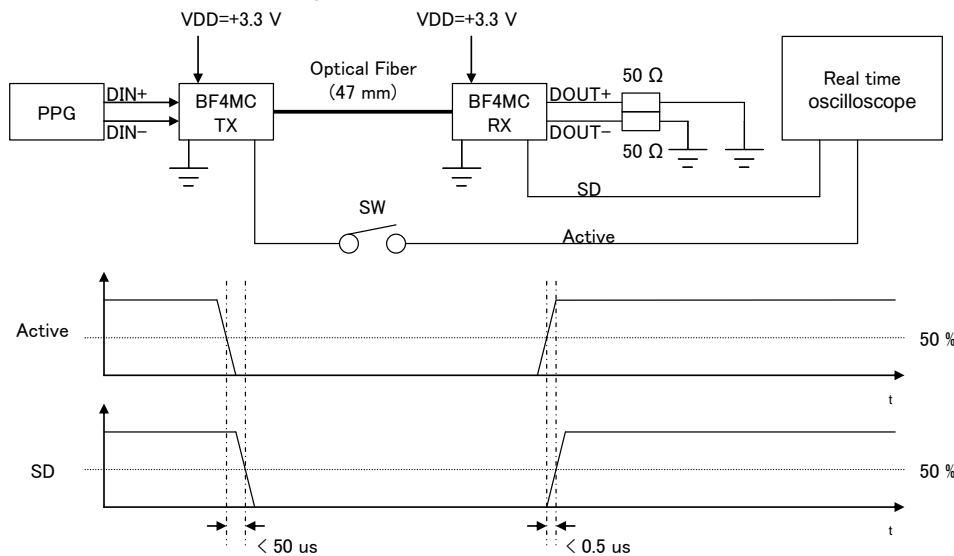 VDD=+3.3 V
VDD=+3.3 V
Optical Fiber
(47 mm)
PPG
DIN+
DIN−
BF4MC
TX
BF4MC
RX
DOUT+
DOUT−
50 Ω
50 Ω
Real time
oscilloscope
SD
SW
Active
Active
50 %
t
SD
50 %
t
< 50 us
< 0.5 us